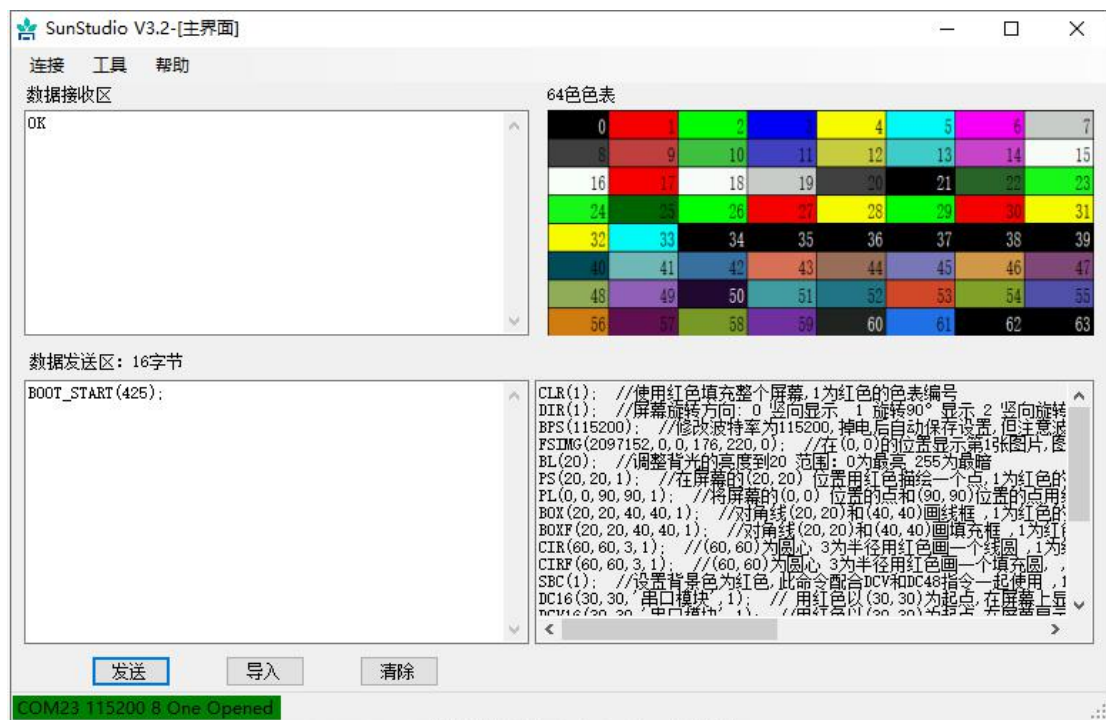 SunStudio V3.2-[主界面]
连接 工具 帮助
数据接收区
OK
64色色表
0 1 2 3 4 5 6 7
8 9 10 11 12 13 14 15
16 17 18 19 20 21 22 23
24 25 26 27 28 29 30 31
32 33 34 35 36 37 38 39
40 41 42 43 44 45 46 47
48 49 50 51 52 53 54 55
56 57 58 59 60 61 62 63
数据发送区：16字节
BOOT_START(425);
CLR(1);  //使用红色填充整个屏幕,1为红色的色表编号
DIR(1);  //屏幕旋转方向：0 竖向显示  1 旋转90° 显示 2 竖向旋转
BPS(115200);  //修改波特率为115200,掉电后自动保存设置,但注意波
FSIMG(2097152,0,0,176,220,0);  //在(0,0)的位置显示第1张图片,图
BL(20);  //调整背光的亮度到20 范围：0为最亮 255为最暗
PS(20,20,1);  //在屏幕的(20,20) 位置用红色描绘一个点,1为红色的
PL(0,0,90,90,1);  //将屏幕的(0,0) 位置的点和(90,90)位置的点用
BOX(20,20,40,40,1);  //对角线(20,20)和(40,40)画线框 ,1为红色的
BOXF(20,20,40,40,1);  //对角线(20,20)和(40,40)画填充框 ,1为红
CIR(60,60,3,1);  //(60,60)为圆心 3为半径用红色画一个线圆 ,1为
CIRF(60,60,3,1);  //(60,60)为圆心 3为半径用红色画一个填充圆, ,
SBC(1);  //设置背景色为红色,此命令配合DCV和DC48指令一起使用 ,1
DC16(30,30,'串口模块',1);  // 用红色以(30,30)为起点,在屏幕上显
DCV16(30,30,'串口模块',1);  //用红色以(30,30)为起点,在屏幕显示
发送 导入 清除
COM23 115200 8 One Opened